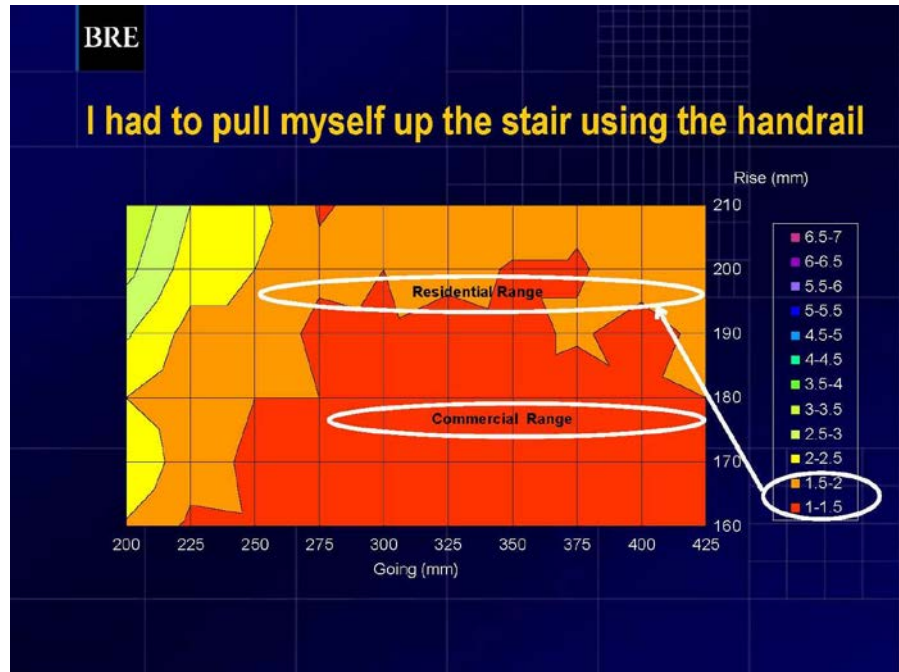 BRE
I had to pull myself up the stair using the handrail
Rise (mm)
210
200
190
180
170
160
Residential Range
Commercial Range
200 225 250 275 300 325 350 375 400 425
Going (mm)
6.5-7
6-6.5
5.5-6
5-5.5
4.5-5
4-4.5
3.5-4
3-3.5
2.5-3
2-2.5
1.5-2
1-1.5